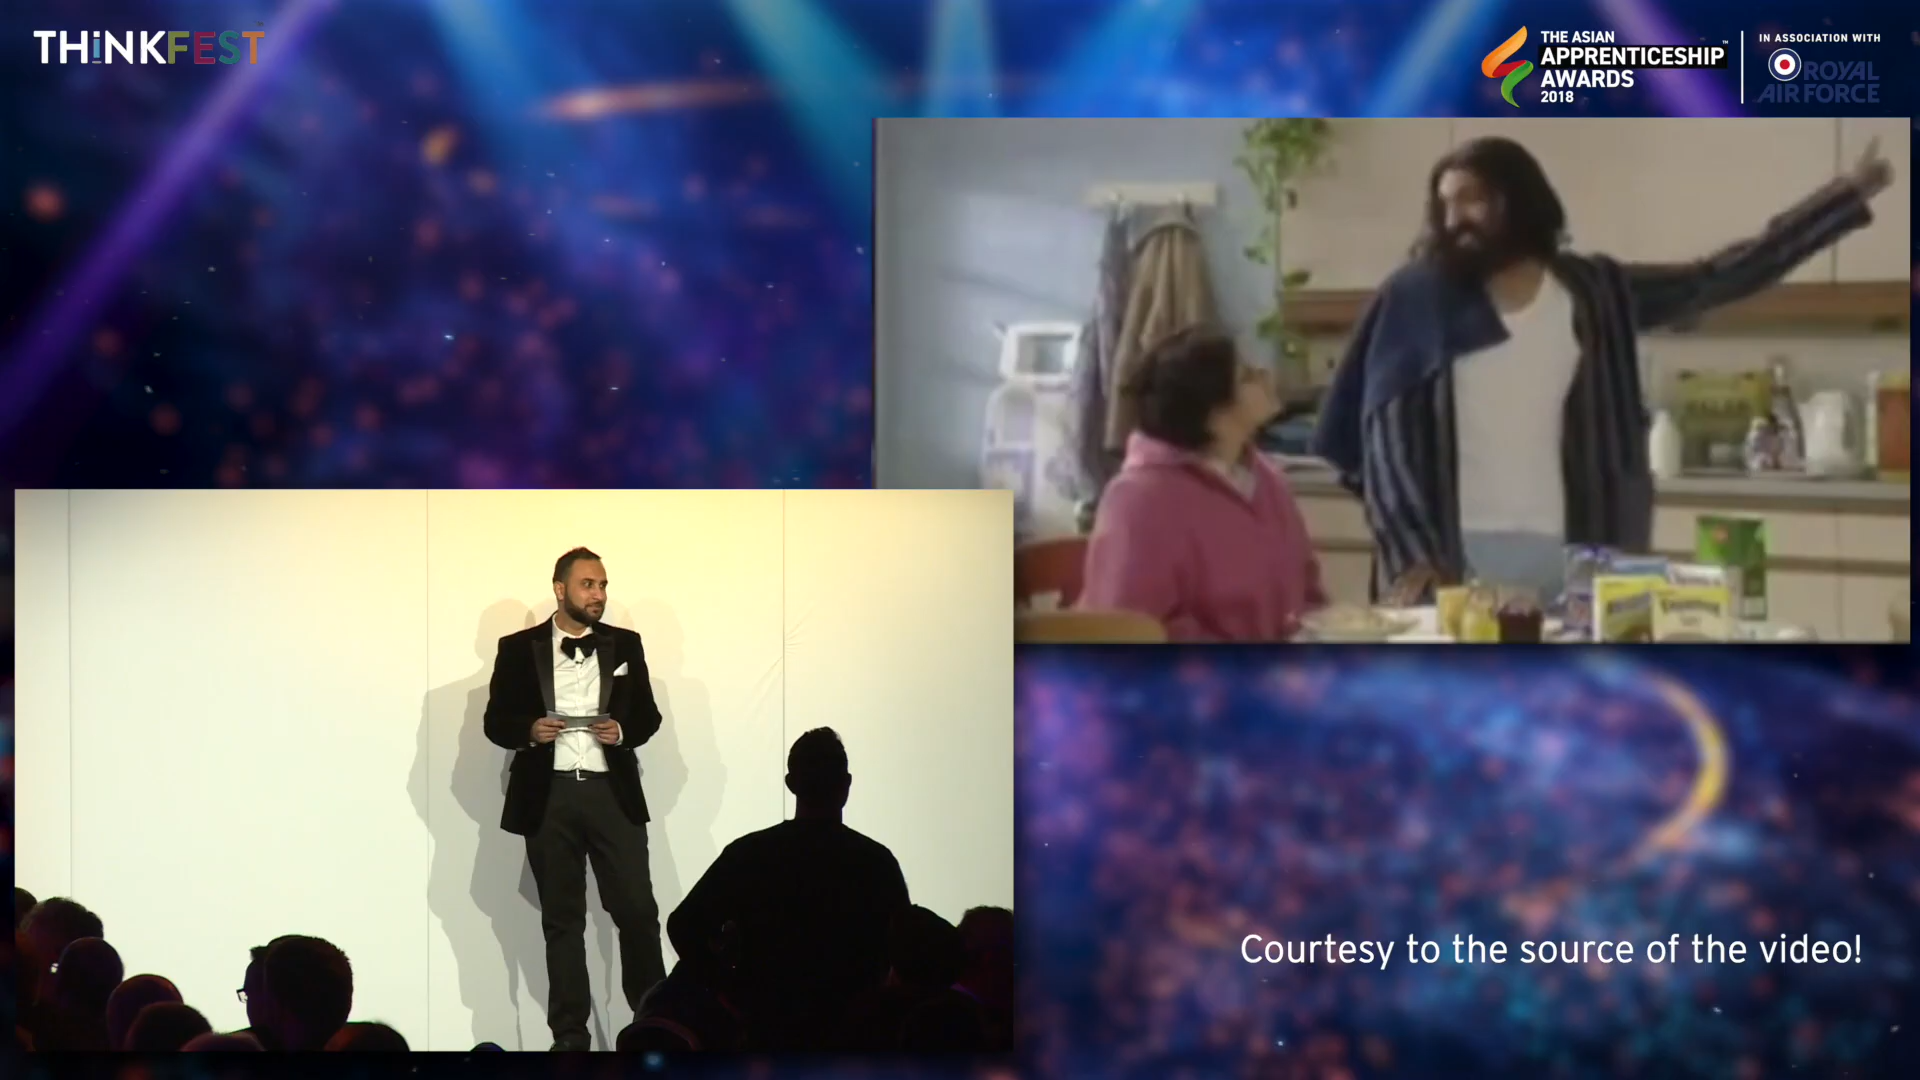 THiNKFEST
THE ASIAN
APPRENTICESHIP
AWARDS
2018
IN ASSOCIATION WITH
ROYAL
AIR FORCE
Courtesy to the source of the video!